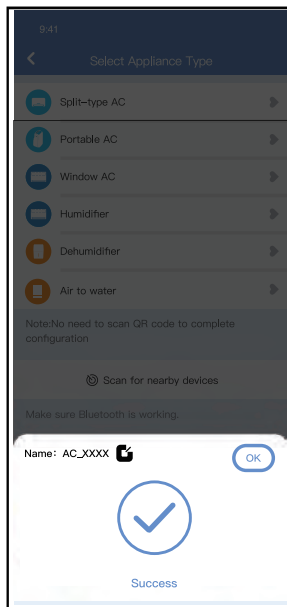 9:41
Select Appliance Type
Split-type AC
Portable AC
Window AC
Humidifier
Dehumidifier
Air to water
Note:No need to scan QR code to complete
configuration
Scan for nearby devices
Make sure Bluetooth is working.
Name: AC_XXXX
OK
Success